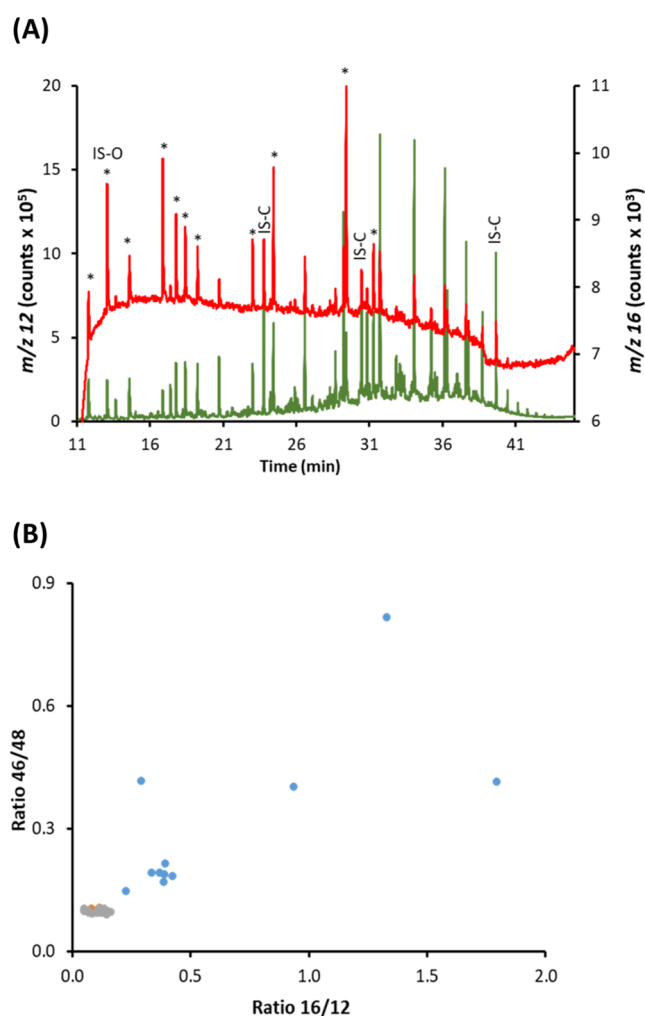 (A)
20
15
10
5
0
m/z 12 (counts x 10⁵)
11
10
9
8
7
6
m/z 16 (counts x 10³)
*
IS-O
*
*
*
*
*
*
*
IS-C
*
*
IS-C
*
IS-C
11 16 21 26 31 36 41
Time (min)
(B)
0.9
0.6
0.3
0.0
Ratio 46/48
0.0 0.5 1.0 1.5 2.0
Ratio 16/12